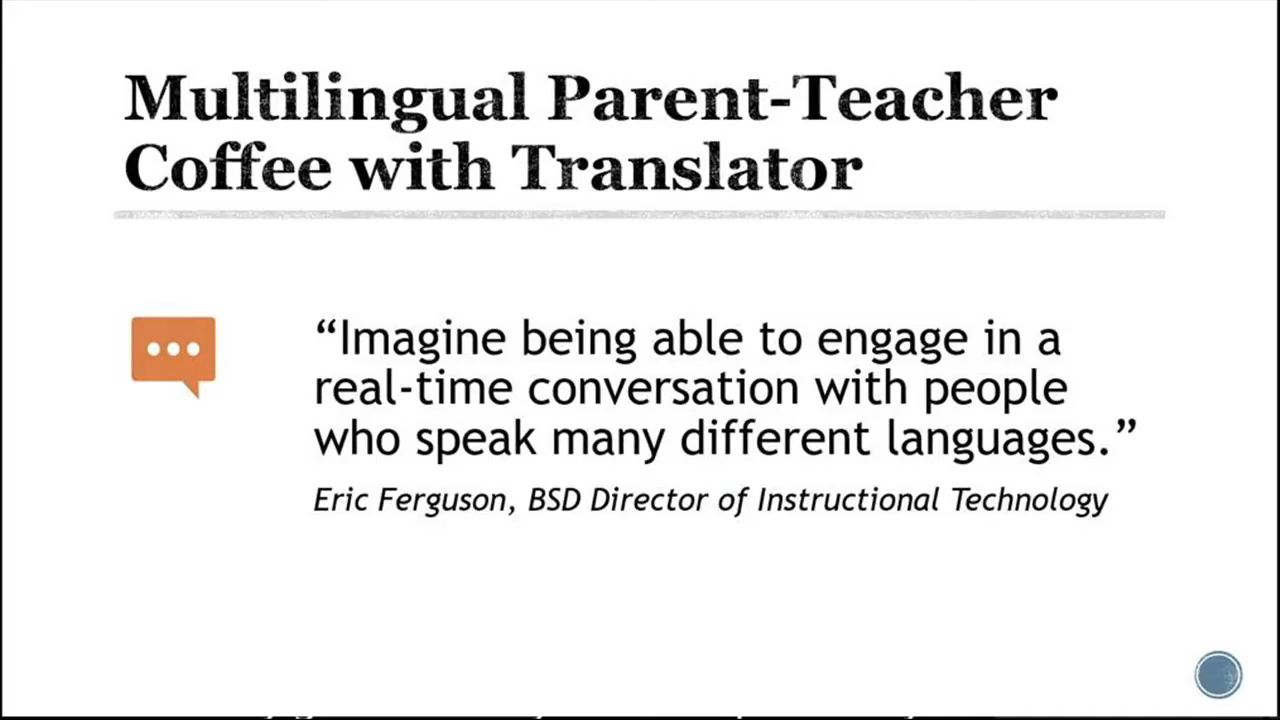 Multilingual Parent-Teacher
Coffee with Translator
“Imagine being able to engage in a
real-time conversation with people
who speak many different languages.”
Eric Ferguson, BSD Director of Instructional Technology